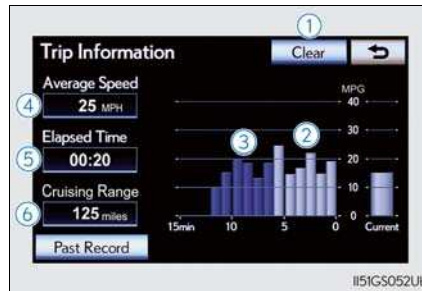 1
Trip Information
Clear
Average Speed
MPG
4
25 MPH
40
Elapsed Time
30
3
2
5
00:20
20
Cruising Range
10
6
125 miles
0
15min 10 5 0 Current
Past Record
II51GS052UI